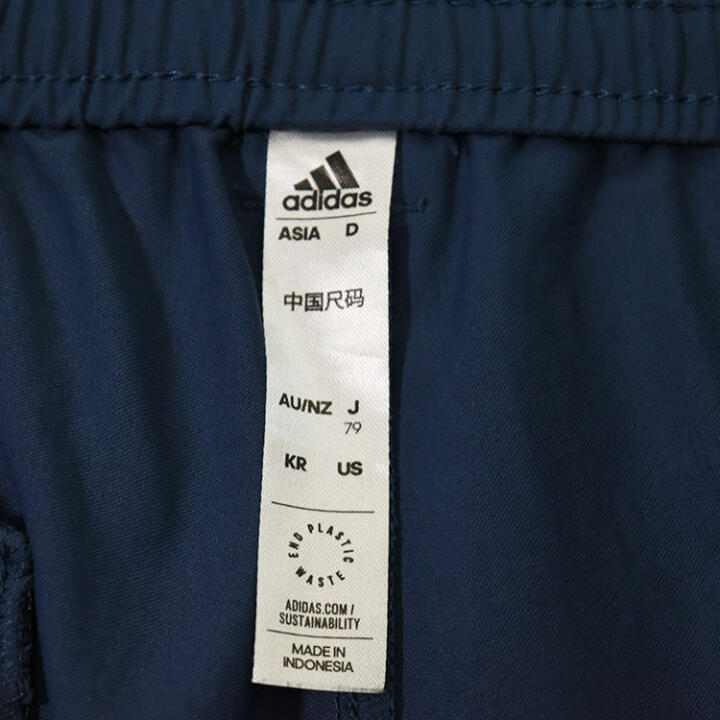 adidas
ASIA D
中国尺码
AU/NZ J
79
KR US
END PLASTIC WASTE
ADIDAS.COM/
SUSTAINABILITY
MADE IN
INDONESIA